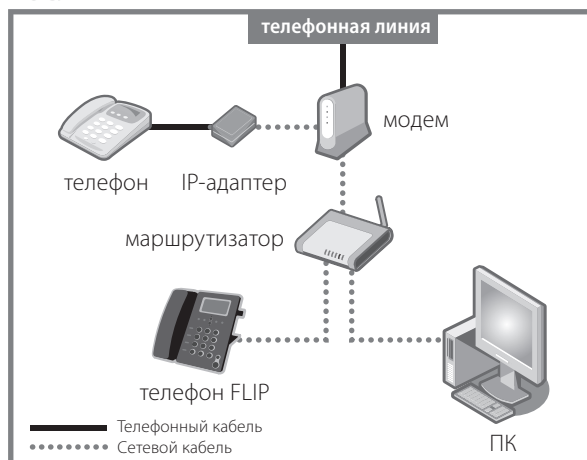 телефонная линия
модем
телефон
IP-адаптер
маршрутизатор
телефон FLIP
Телефонный кабель
Сетевой кабель
ПК